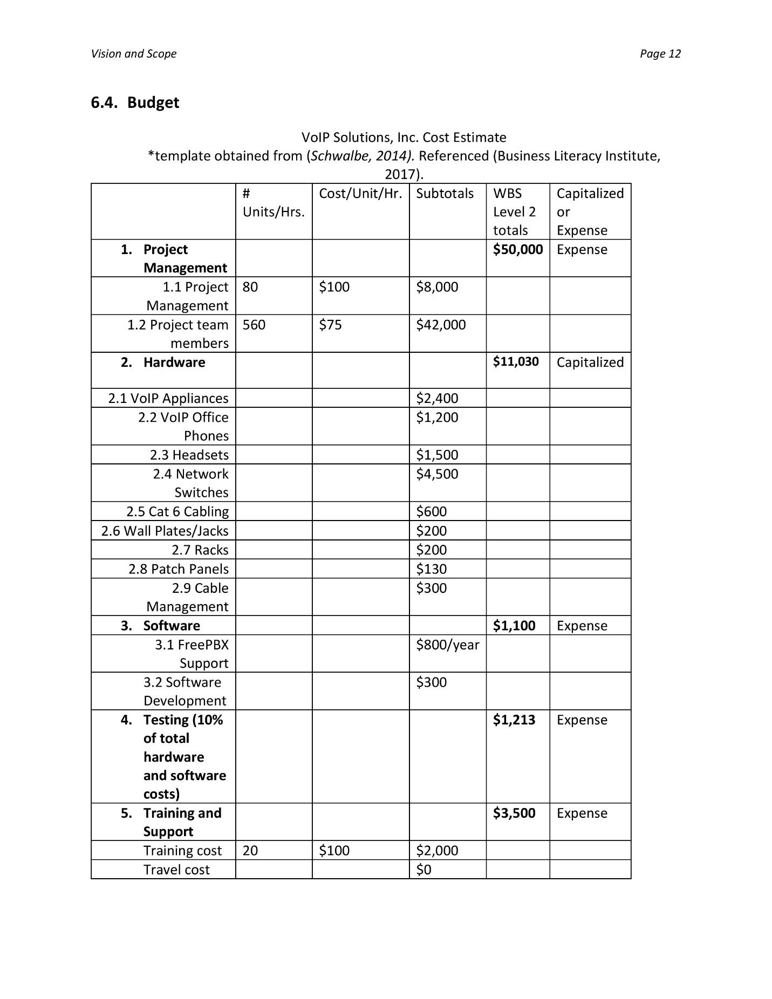 Vision and Scope Page 12
6.4. Budget
VoIP Solutions, Inc. Cost Estimate
*template obtained from (Schwalbe, 2014). Referenced (Business Literacy Institute,
2017).
# Cost/Unit/Hr. Subtotals WBS Capitalized
Units/Hrs. Level 2 or
totals Expense
1. Project $50,000 Expense
Management
1.1 Project 80 $100 $8,000
Management
1.2 Project team 560 $75 $42,000
members
2. Hardware $11,030 Capitalized
2.1 VoIP Appliances $2,400
2.2 VoIP Office $1,200
Phones
2.3 Headsets $1,500
2.4 Network $4,500
Switches
2.5 Cat 6 Cabling $600
2.6 Wall Plates/Jacks $200
2.7 Racks $200
2.8 Patch Panels $130
2.9 Cable $300
Management
3. Software $1,100 Expense
3.1 FreePBX $800/year
Support
3.2 Software $300
Development
4. Testing (10% $1,213 Expense
of total
hardware
and software
costs)
5. Training and $3,500 Expense
Support
Training cost 20 $100 $2,000
Travel cost $0